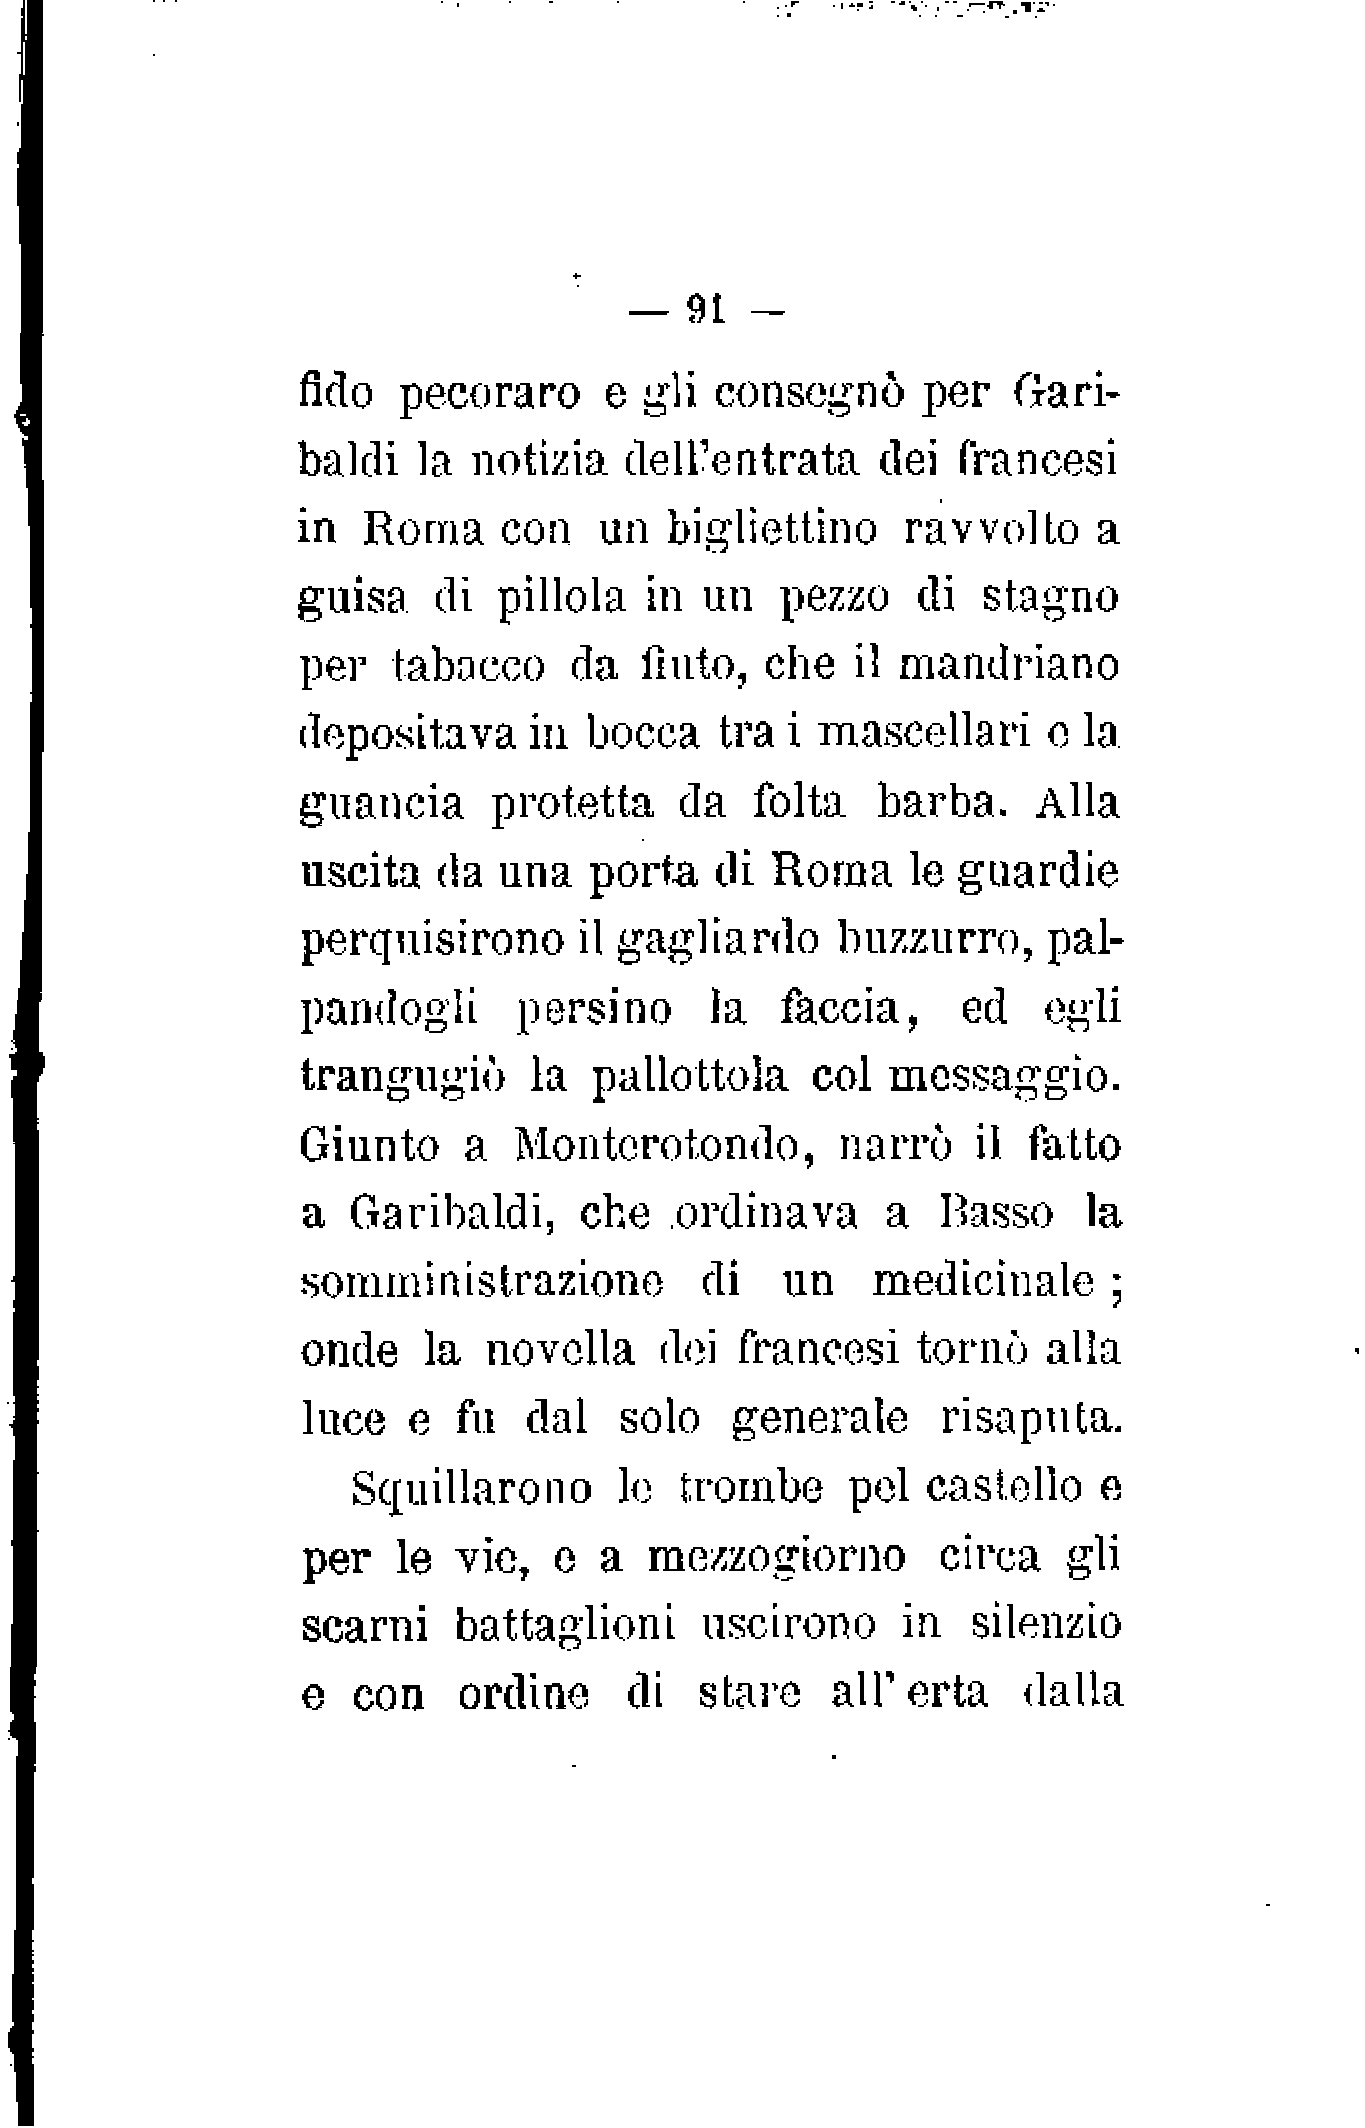 — 91 —
fido pecoraro e gli consegnò per Gari-
baldi la notizia dell'entrata dei francesi
in Roma con un bigliettino ravvolto a
guisa di pillola in un pezzo di stagno
per tabacco da fiuto, che il mandriano
depositava in bocca tra i mascellari e la
guancia protetta da folta barba. Alla
uscita da una porta di Roma le guardie
perquisirono il gagliardo buzzurro, pal-
pandogli persino la faccia, ed egli
trangugiò la pallottola col messaggio.
Giunto a Monterotondo, narrò il fatto
a Garibaldi, che ordinava a Basso la
somministrazione di un medicinale ;
onde la novella dei francesi tornò alla
luce e fu dal solo generale risaputa.
Squillarono le trombe pel castello e
per le vie, e a mezzogiorno circa gli
scarni battaglioni uscirono in silenzio
e con ordine di stare all' erta dalla